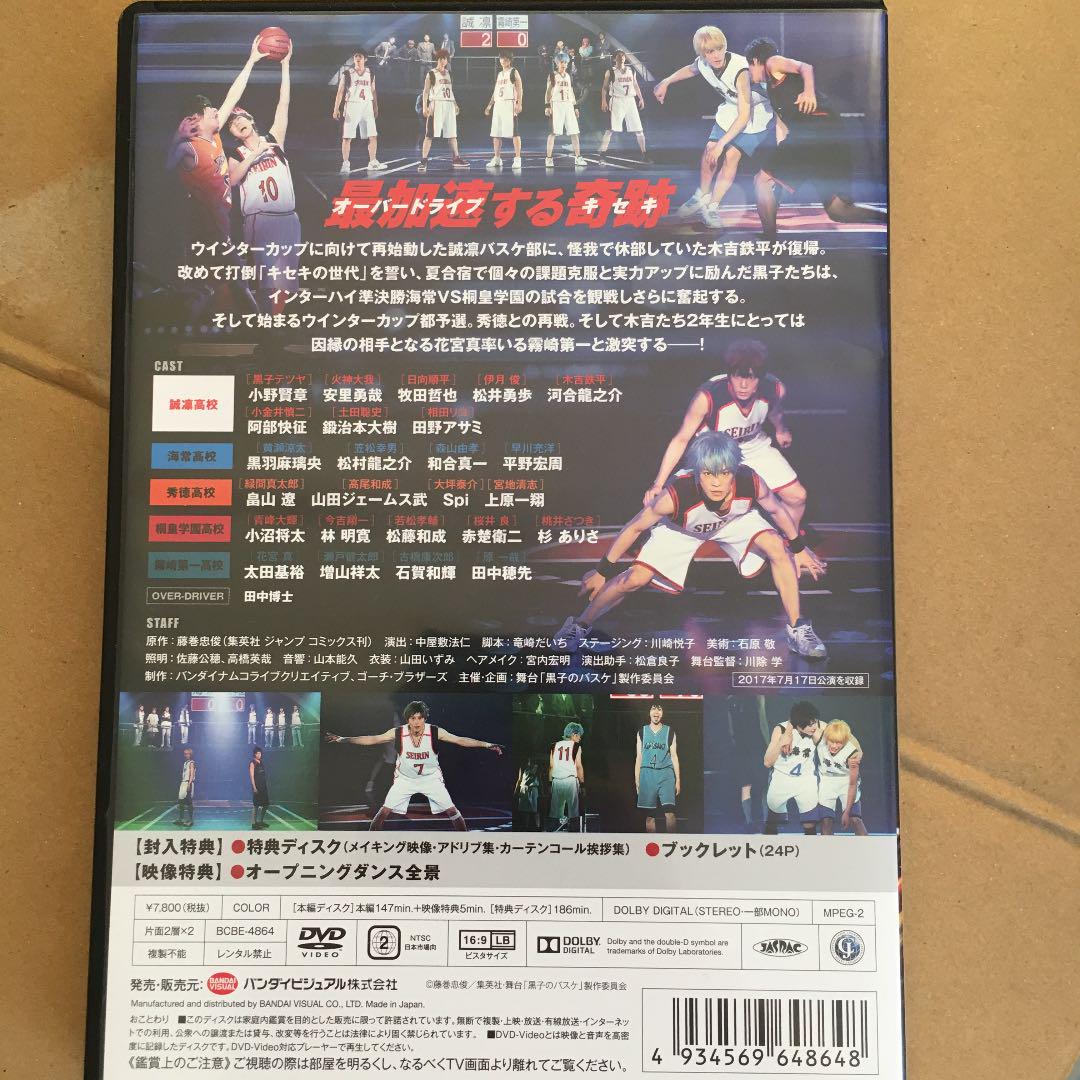 誠凛 霧崎第一
2 0
SEIRIN 10
最加速する奇跡
オーバードライブ キセキ
ウインターカップに向けて再始動した誠凛バスケ部に、怪我で休部していた木吉鉄平が復帰。
改めて打倒「キセキの世代」を誓い、夏合宿で個々の課題克服と実力アップに励んだ黒子たちは、
インターハイ準決勝海常VS桐皇学園の試合を観戦しさらに奮起する。
そして始まるウインターカップ都予選。秀徳との再戦。そして木吉たち2年生にとっては
因縁の相手となる花宮真率いる霧崎第一と激突する──!
CAST
誠凛高校
[黒子テツヤ] [火神大我] [日向順平] [伊月 俊] [木吉鉄平]
小野賢章 安里勇哉 牧田哲也 松井勇歩 河合龍之介
[小金井慎二] [土田聡史] [相田リコ]
阿部快征 鍛治本大樹 田野アサミ
海常高校
[黄瀬涼太] [笠松幸男] [森山由孝] [早川充洋]
黒羽麻璃央 松村龍之介 和合真一 平野宏周
秀徳高校
[緑間真太郎] [高尾和成] [大坪泰介] [宮地清志]
畠山 遼 山田ジェームス武 Spi 上原一翔
桐皇学園高校
[青峰大輝] [今吉翔一] [若松孝輔] [桜井 良] [桃井さつき]
小沼将太 林 明寛 松藤和成 赤楚衛二 杉 ありさ
霧崎第一高校
[花宮 真] [瀬戸健太郎] [古橋康次郎] [原 一哉]
太田基裕 増山祥太 石賀和輝 田中穂先
OVER-DRIVER 田中博士
STAFF
原作:藤巻忠俊(集英社 ジャンプ コミックス刊) 演出:中屋敷法仁 脚本:竜崎だいち ステージング:川崎悦子 美術:石原 敬
照明:佐藤公穂、高橋英哉 音響:山本能久 衣装:山田いずみ ヘアメイク:宮内宏明 演出助手:松倉良子 舞台監督:川除 学
制作:バンダイナムコライブクリエイティブ、ゴーチ・ブラザーズ 主催・企画:舞台「黒子のバスケ」製作委員会
2017年7月17日公演を収録
SEIRIN 7
11
4
海常 4
【封入特典】●特典ディスク(メイキング映像・アドリブ集・カーテンコール挨拶集) ●ブックレット(24P)
【映像特典】●オープニングダンス全景
¥7,800(税抜) COLOR [本編ディスク]本編147min.+映像特典5min. [特典ディスク]186min. DOLBY DIGITAL(STEREO・一部MONO) MPEG-2
片面2層×2 BCBE-4864 DVD VIDEO 2 NTSC 日本市場向 16:9 LB ビスタサイズ DOLBY DIGITAL Dolby and the double-D symbol are trademarks of Dolby Laboratories. JASRAC
複製不能 レンタル禁止
発売・販売元: BANDAI VISUAL バンダイビジュアル株式会社 ©藤巻忠俊/集英社・舞台「黒子のバスケ」製作委員会
Manufactured and distributed by BANDAI VISUAL CO., LTD. Made in Japan.
おことわり ■このディスクは家庭内鑑賞を目的とした販売に限って許諾されています。無断で複製・上映・放送・有線放送・インターネッ
トでの利用、公衆への譲渡または貸与、改変等を行うことは法律により固く禁じられています。 ■DVD-Videoとは映像と音声を高密
度に記録したディスクです。DVD-Video対応プレーヤーで再生してください。
《鑑賞上のご注意》ご視聴の際は部屋を明るくし、なるべくTV画面より離れてご覧ください。
4 934569 648648